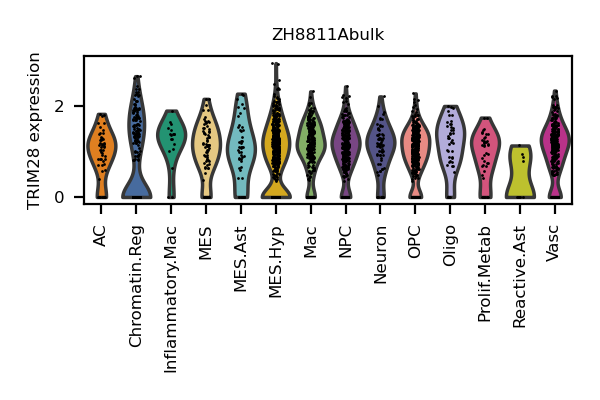 ZH8811Abulk
TRIM28 expression
2
0
AC
Chromatin.Reg
Inflammatory.Mac
MES
MES.Ast
MES.Hyp
Mac
NPC
Neuron
OPC
Oligo
Prolif.Metab
Reactive.Ast
Vasc